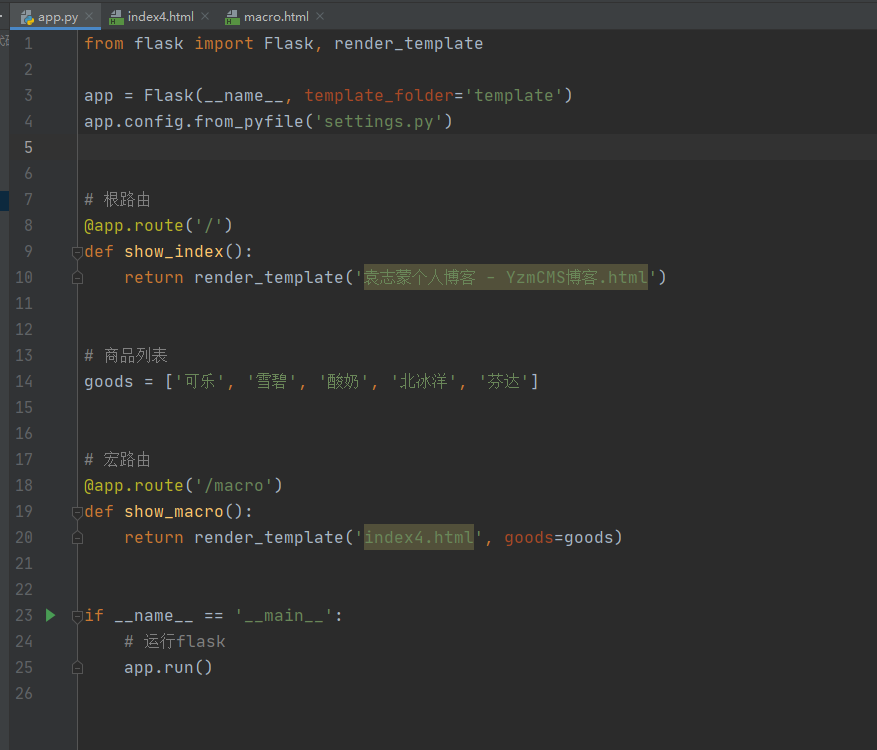 app.py index4.html macro.html
1 from flask import Flask, render_template
2
3 app = Flask(__name__, template_folder='template')
4 app.config.from_pyfile('settings.py')
5
6
7 # 根路由
8 @app.route('/')
9 def show_index():
10 return render_template('袁志蒙个人博客 - YzmCMS博客.html')
11
12
13 # 商品列表
14 goods = ['可乐', '雪碧', '酸奶', '北冰洋', '芬达']
15
16
17 # 宏路由
18 @app.route('/macro')
19 def show_macro():
20 return render_template('index4.html', goods=goods)
21
22
23 if __name__ == '__main__':
24 # 运行flask
25 app.run()
26